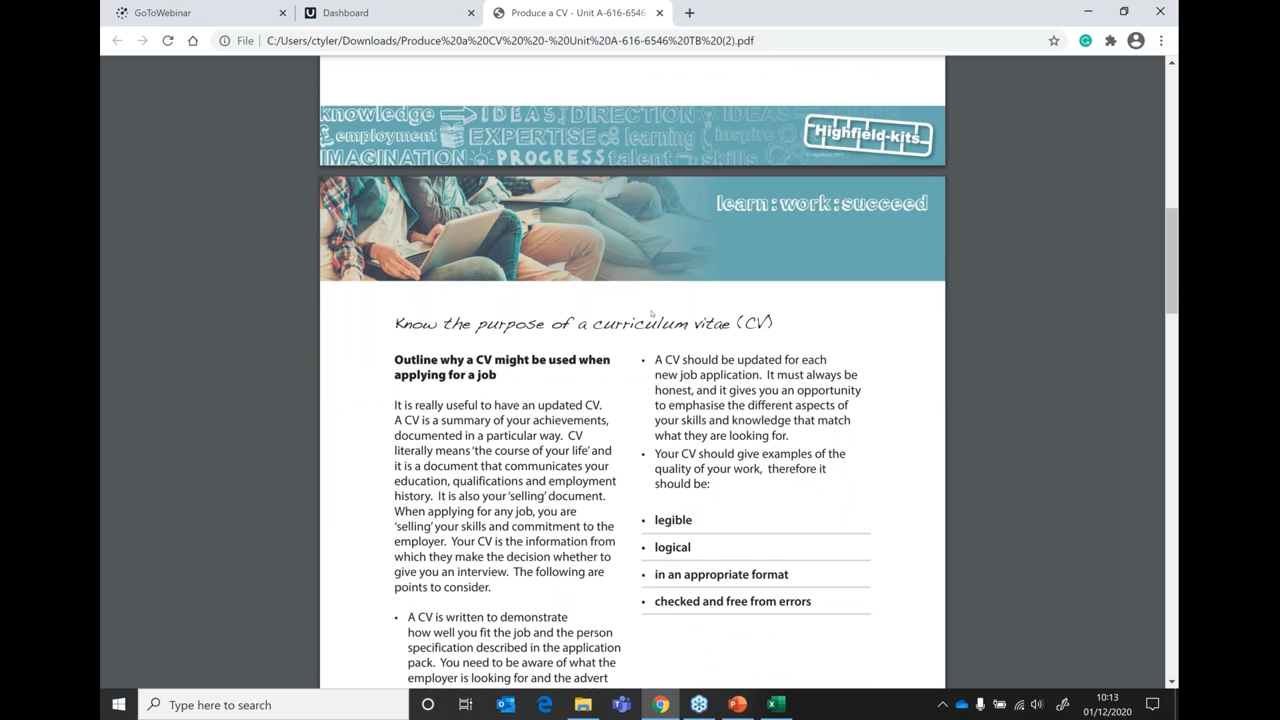 GoToWebinar
Dashboard
Produce a CV - Unit A-616-6546
File C:/Users/ctyler/Downloads/Produce%20a%20CV%20%20-%20Unit%20A-616-6546%20TB%20(2).pdf
knowledge IDEAS, DIRECTION IDEAS
£ employment EXPERTISE learning inspire
IMAGINATION PROGRESS talent skills
Highfield-kits
learn:work:succeed
Know the purpose of a curriculum vitae (CV)
Outline why a CV might be used when
applying for a job
It is really useful to have an updated CV.
A CV is a summary of your achievements,
documented in a particular way. CV
literally means 'the course of your life' and
it is a document that communicates your
education, qualifications and employment
history. It is also your 'selling' document.
When applying for any job, you are
'selling' your skills and commitment to the
employer. Your CV is the information from
which they make the decision whether to
give you an interview. The following are
points to consider.
• A CV is written to demonstrate
how well you fit the job and the person
specification described in the application
pack. You need to be aware of what the
employer is looking for and the advert
• A CV should be updated for each
new job application. It must always be
honest, and it gives you an opportunity
to emphasise the different aspects of
your skills and knowledge that match
what they are looking for.
• Your CV should give examples of the
quality of your work, therefore it
should be:
• legible
• logical
• in an appropriate format
• checked and free from errors
Type here to search
10:13
01/12/2020